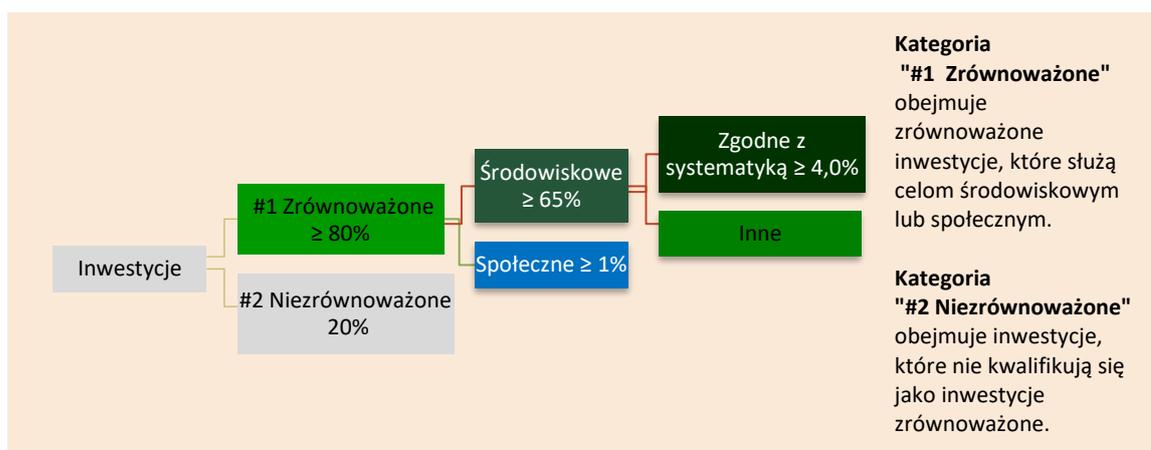 Inwestycje
#1 Zrównoważone
≥ 80%
#2 Niezrównoważone
20%
Środowiskowe
≥ 65%
Społeczne ≥ 1%
Zgodne z
systematyką ≥ 4,0%
Inne
Kategoria
"#1 Zrównoważone"
obejmuje
zrównoważone
inwestycje, które służą
celom środowiskowym
lub społecznym.
Kategoria
"#2 Niezrównoważone"
obejmuje inwestycje,
które nie kwalifikują się
jako inwestycje
zrównoważone.